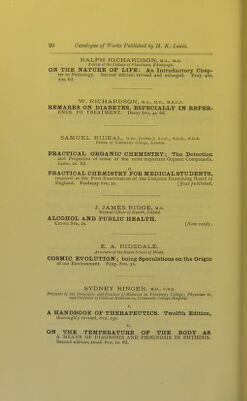 20 Catalogue of Works Published by H. K. Lewis.
RALPH RICHARDSON, M.A., M.D.
Fellow of the College of Physicians, Edinburgh.
ON THE NATURE OF LIFE: An Introductory Chap-
ter to Pathology. Second edition, revised and enlarged. Fcap. 4to,
10s. 6d.
W. RICHARDSON, M.A., M.D., M.R.C.P.
REMARKS ON DIABETES, ESPECIALLY IN REFER-
ENCE TO TREATMENT. Demy 8vo, 4s. 6d.
SAMUEL RIDEAL, D.SC. (LOND.), F.I.C., F.C.S., F.G.S.
Fellow of University College, London.
PRACTICAL ORGANIC CHEMISTRY; The Detection
and Properties of some of the more important Organic Compounds.
12mo, 2s. 6d.
PRACTICAL CHEMISTRY FOR MEDICAL STUDENTS,
required at the First Examination of the Conjoint Examining Board in
England. Foolscap 8vo, 2s. [Just published.
J. JAMES RIDGE, M.D.
Medical Officer of Health, Enfield.
ALCOHOL AND PUBLIC HEALTH.
Crown 8vo, 2s. [Now ready.
E. A. RIDSDALE.
Associate of the Royal School of Mines.
COSMIC EVOLUTION; being Speculations on the Origin
of our Environment. Fcap. 8vo, 3s.
SYDNEY RINGER, M.D., F.R.S.
Professor of the Principles and Practice of Medicine in University College; Physician to,
and Professor of Clinical Medicine in, University College Hospital.
I.
A HANDBOOK OF THERAPEUTICS. Twelfth Edition,
thoroughly revised, 8vo, 15s.
II.
ON THE TEMPERATURE OF THE BODY AS
A MEANS OF DIAGNOSIS AND PROGNOSIS IN PHTHISIS.
Second edition, small 8vo, 2s. 6d.